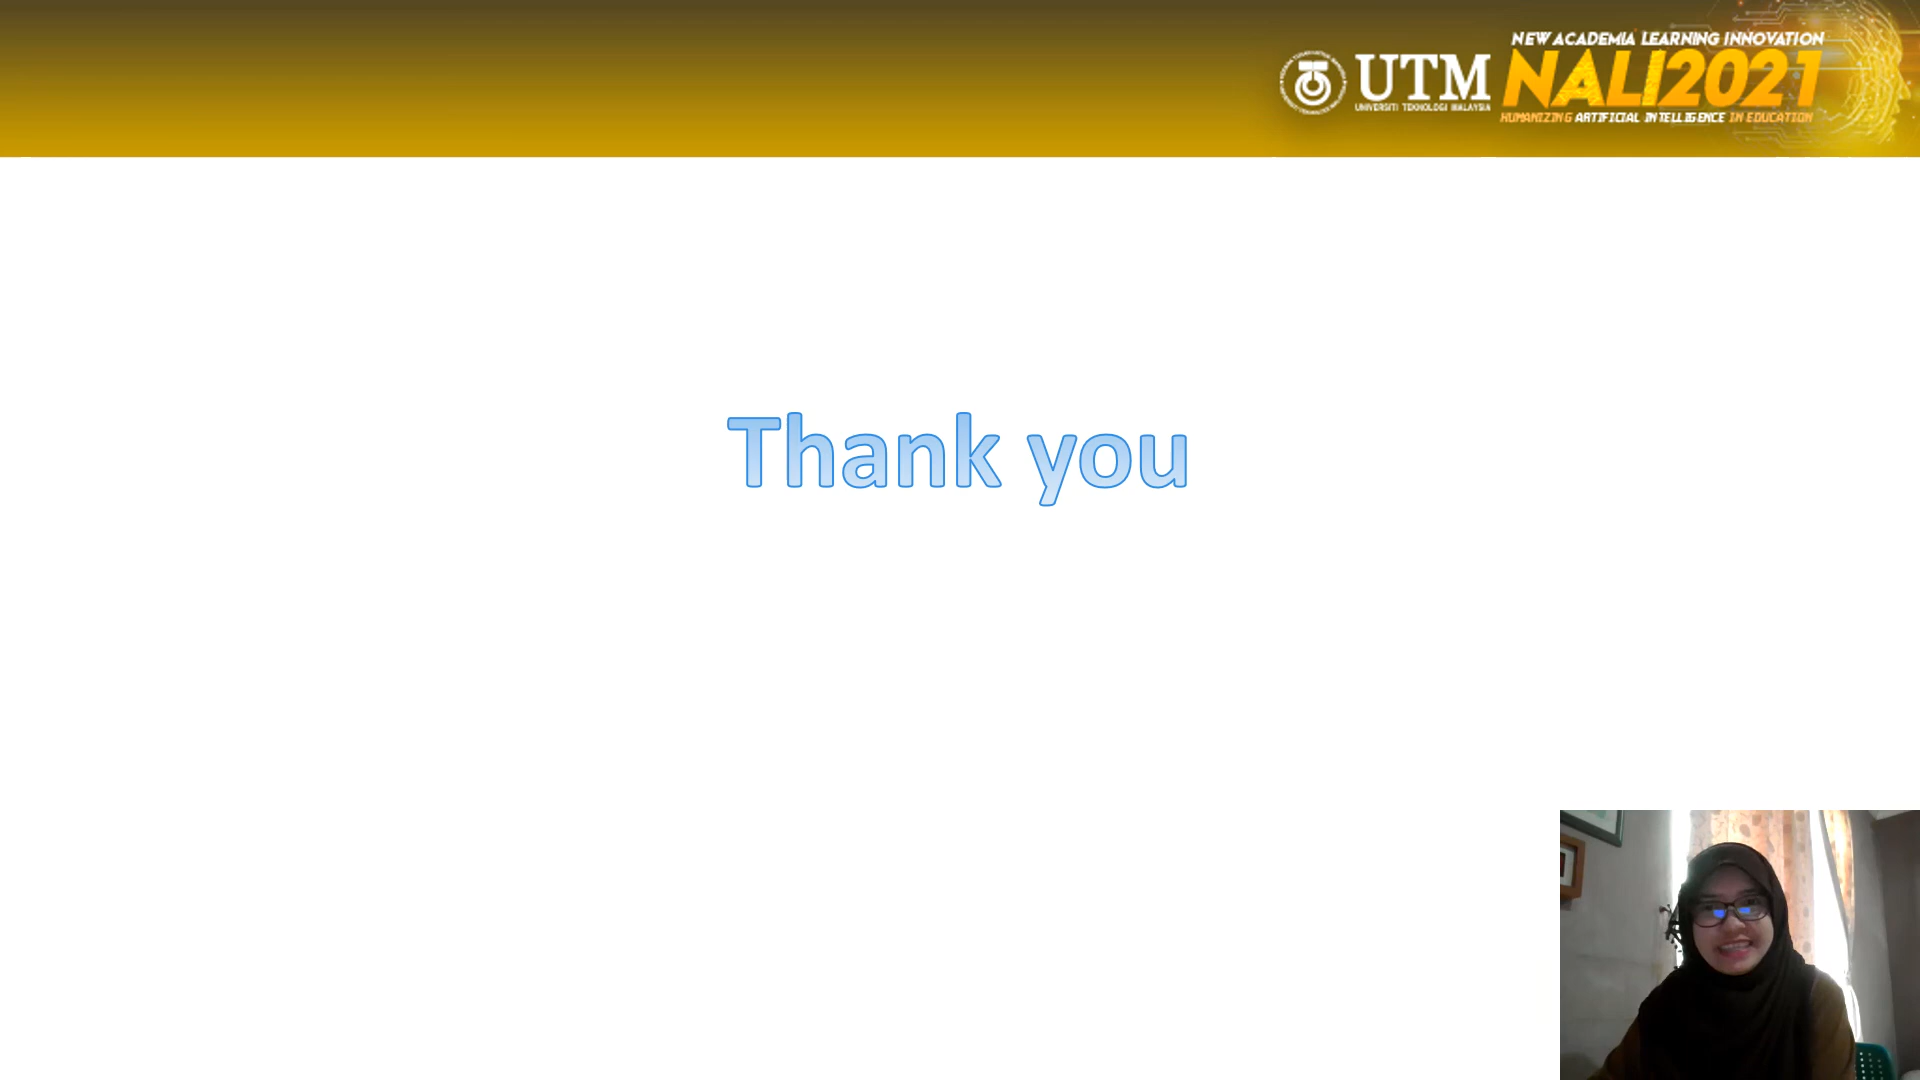 NEW ACADEMIA LEARNING INNOVATION
UTM NALI2021
UNIVERSITI TEKNOLOGI MALAYSIA
HUMANIZING ARTIFICIAL INTELLIGENCE IN EDUCATION
Thank you